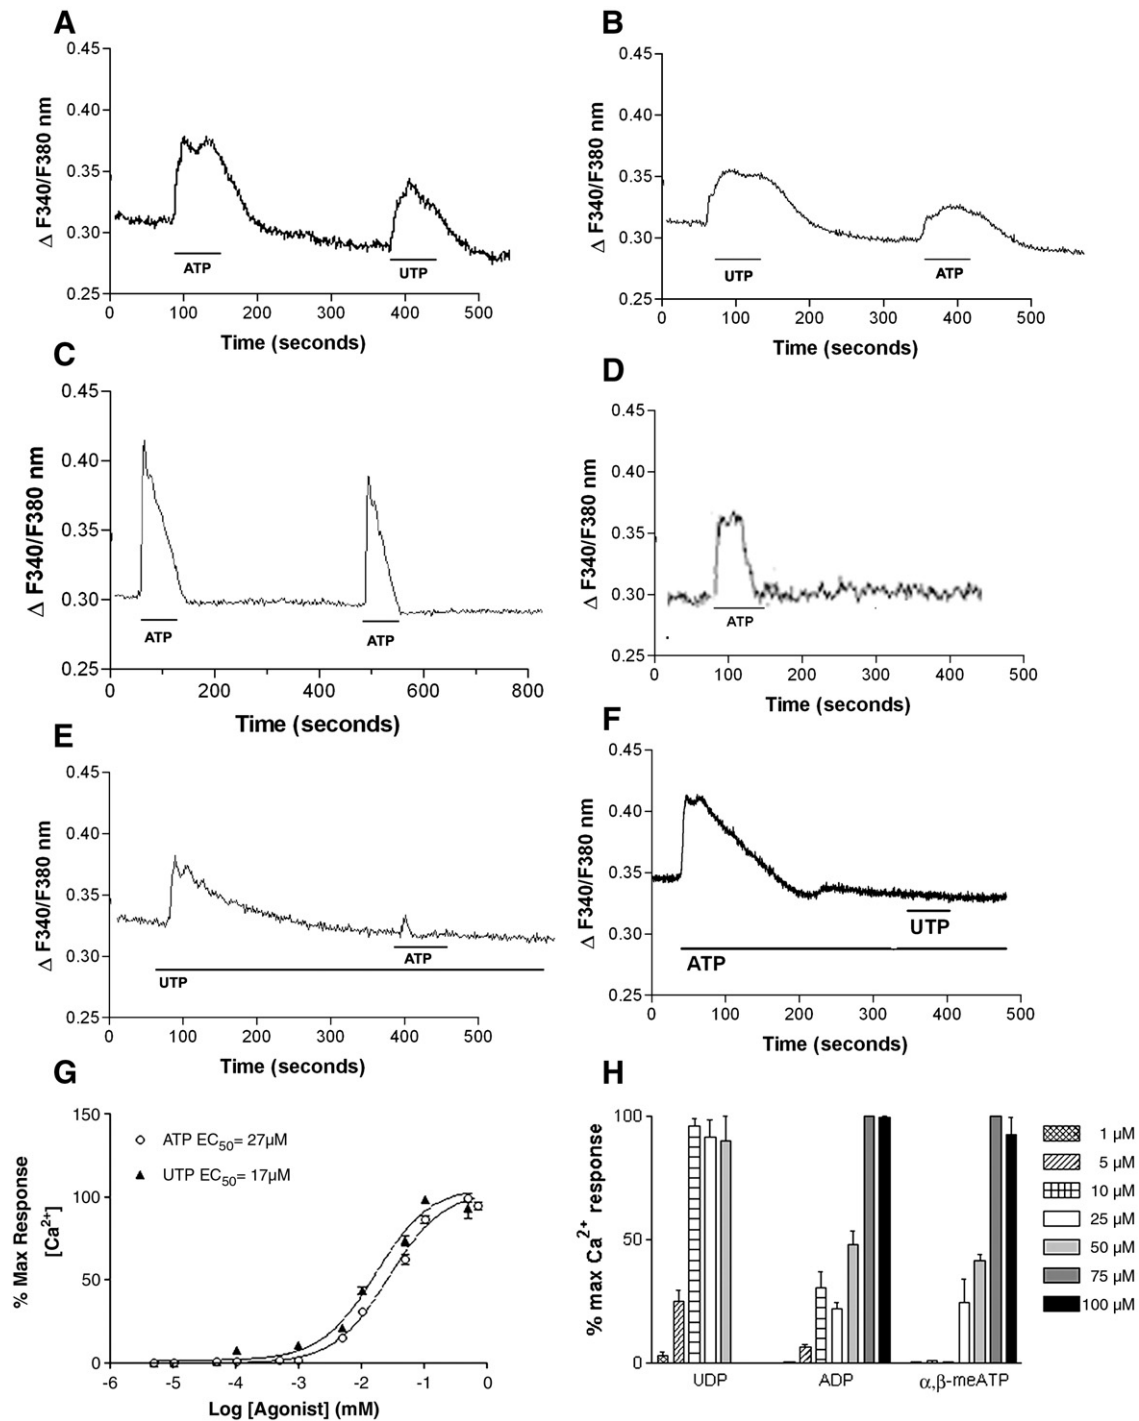 A
0.45
0.40
0.35
0.30
0.25
Δ F340/F380 nm
ATP
UTP
0 100 200 300 400 500
Time (seconds)
B
0.45
0.40
0.35
0.30
0.25
Δ F340/F380 nm
UTP
ATP
0 100 200 300 400 500
Time (seconds)
C
0.45
0.40
0.35
0.30
0.25
Δ F340/F380 nm
ATP
ATP
0 200 400 600 800
Time (seconds)
D
0.45
0.40
0.35
0.30
0.25
Δ F340/F380 nm
ATP
0 100 200 300 400 500
Time (seconds)
E
0.45
0.40
0.35
0.30
0.25
Δ F340/F380 nm
ATP
UTP
0 100 200 300 400 500
Time (seconds)
F
0.45
0.40
0.35
0.30
0.25
Δ F340/F380 nm
UTP
ATP
0 100 200 300 400 500
Time (seconds)
G
150
100
50
0
% Max Response
[Ca²⁺]
ATP EC₅₀= 27µM
UTP EC₅₀= 17µM
-6 -5 -4 -3 -2 -1 0
Log [Agonist] (mM)
H
100
50
0
% max Ca²⁺ response
UDP ADP α,β-meATP
1 µM
5 µM
10 µM
25 µM
50 µM
75 µM
100 µM